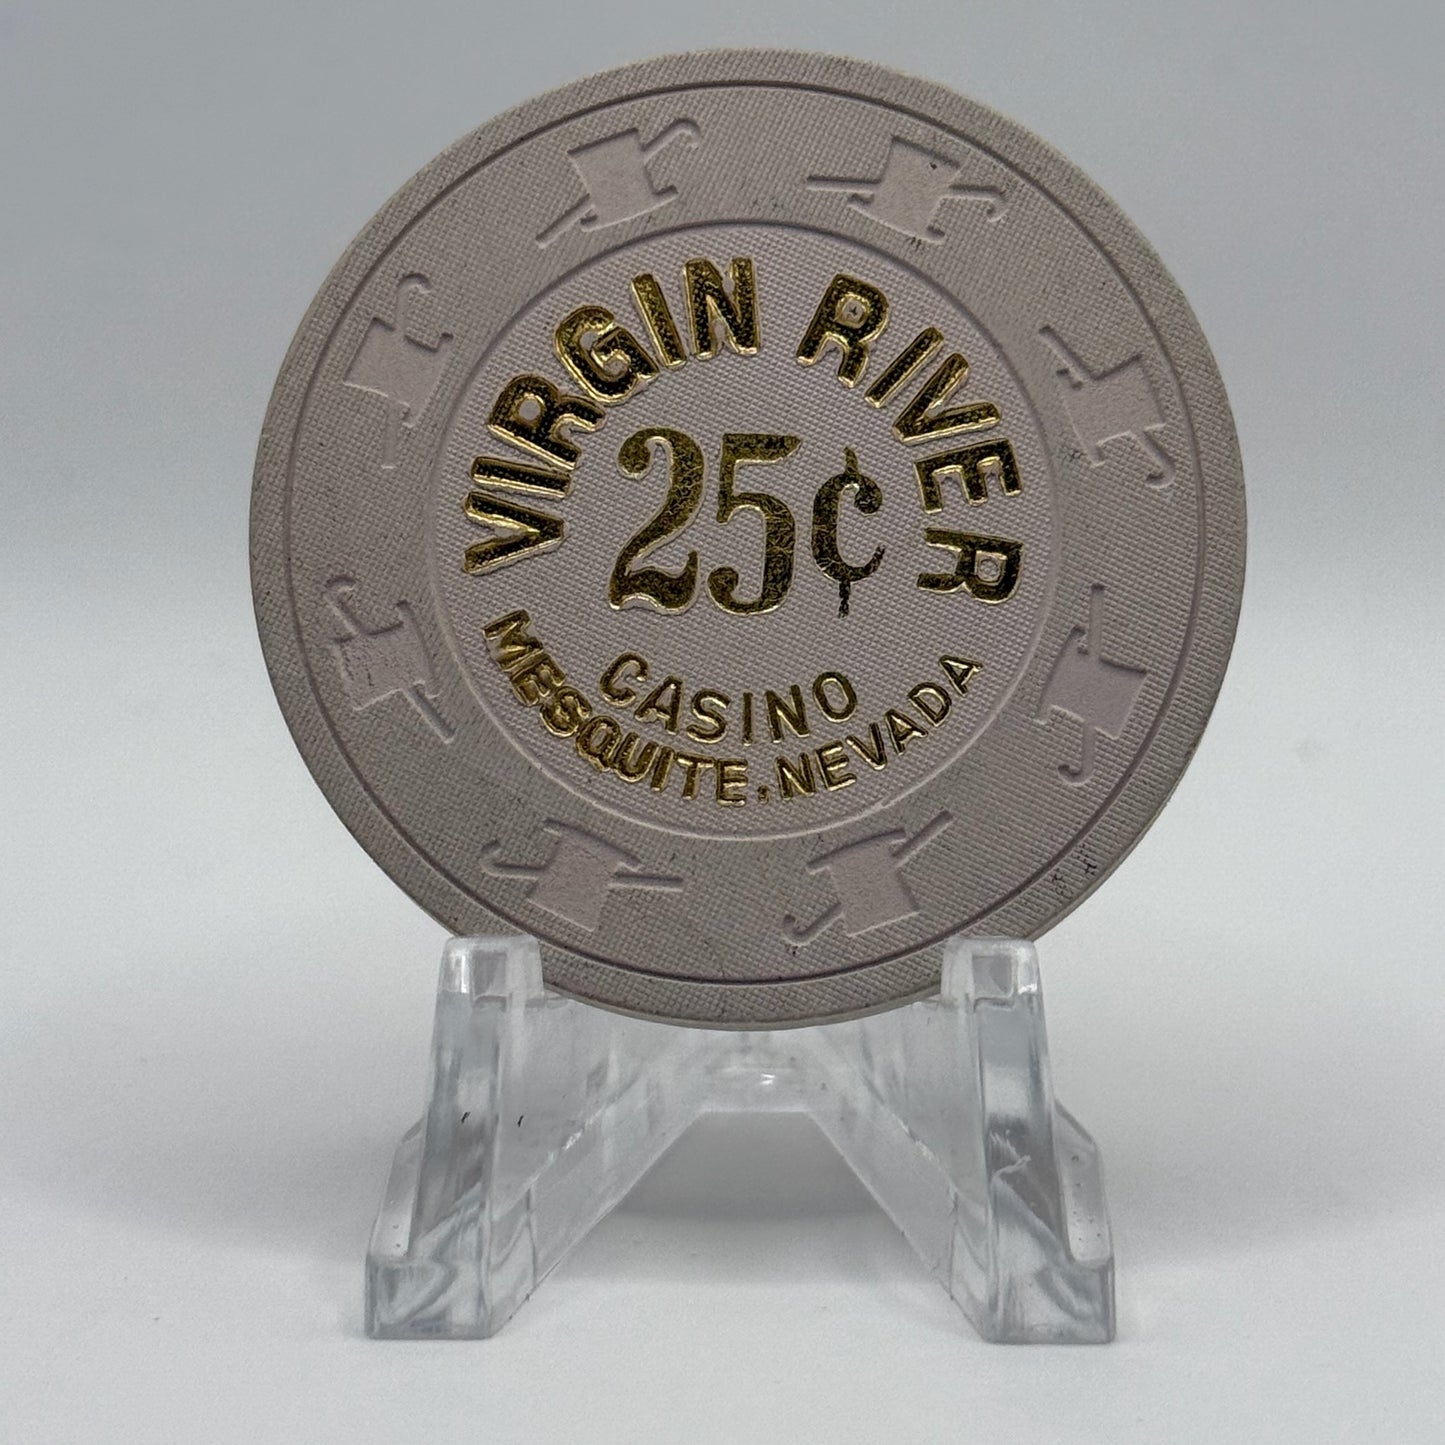 VIRGIN RIVER
25¢
CASINO
MESQUITE, NEVADA